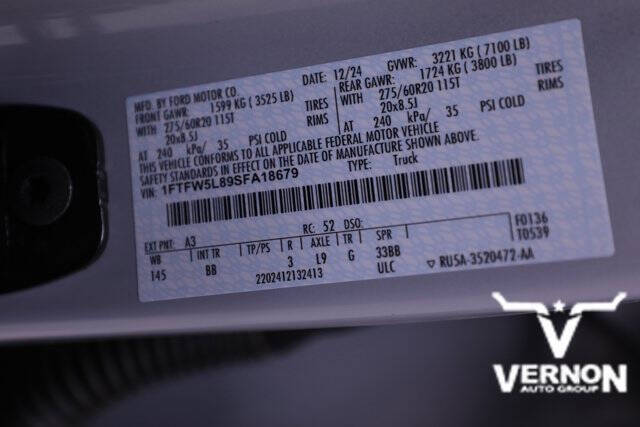 MFD. BY FORD MOTOR CO.
DATE: 12/24 GVWR: 3221 KG (7100 LB)
FRONT GAWR: 1599 KG (3525 LB)
REAR GAWR: 1724 KG (3800 LB)
WITH 275/60R20 115T TIRES
WITH 275/60R20 115T TIRES
20x8.5J RIMS
20x8.5J RIMS
AT 240 kPa/ 35 PSI COLD
AT 240 kPa/ 35 PSI COLD
THIS VEHICLE CONFORMS TO ALL APPLICABLE FEDERAL MOTOR VEHICLE
SAFETY STANDARDS IN EFFECT ON THE DATE OF MANUFACTURE SHOWN ABOVE.
VIN: 1FTFW5L89SFA18679 TYPE: Truck
F0136
T0539
EXT PNT: A3 RC: 52 DSO:
WB INT TR TP/PS R AXLE TR SPR
145 BB 3 L9 G 33BB
2202412132413 ULC ▽ RU5A-3520472-AA
VERNON
AUTO GROUP